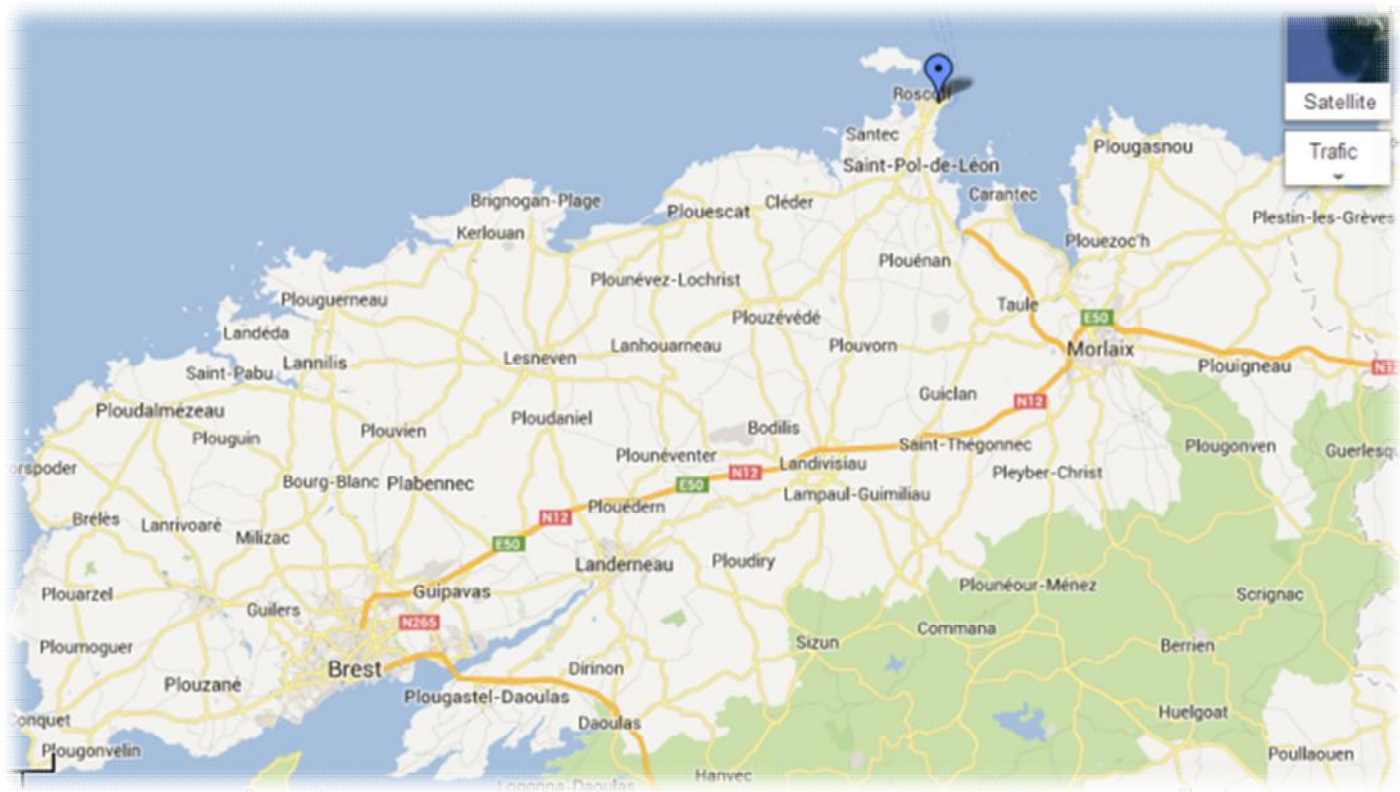 Roscoff
Satellite
Santec
Trafic
Plougasnou
Saint-Pol-de-Léon
Carantec
Brignogan-Plage
Cléder
Plouescat
Plestin-les-Grèves
Kerlouan
Plouezoc'h
Plouénan
Plounévez-Lochrist
Plouguerneau
Taule
Plouzévédé
E50
Landéda
Lanhouarneau
Plouvorn
Morlaix
Lesneven
Lannilis
Plouigneau
Saint-Pabu
Guiclan
N12
Ploudalmézeau
Ploudaniel
Bodilis
Plouvien
Plouguin
Saint-Thégonnec
Plougonven
Plounéventer
Landivisiau
orspoder
N12
Pleyber-Christ
Bourg-Blanc
Plabennec
E50
Lampaul-Guimiliau
Plouédern
Brélès
N12
Lanrivoaré
Milizac
E50
Landerneau
Ploudiry
Plounéour-Ménez
Guipavas
Plouarzel
Scrignac
Guilers
N265
Commana
Sizun
Ploumoguer
Berrien
Brest
Dirinon
Plouzané
Plougastel-Daoulas
Huelgoat
Conquet
Daoulas
Plougonvelin
Poullaouen
Hanvec